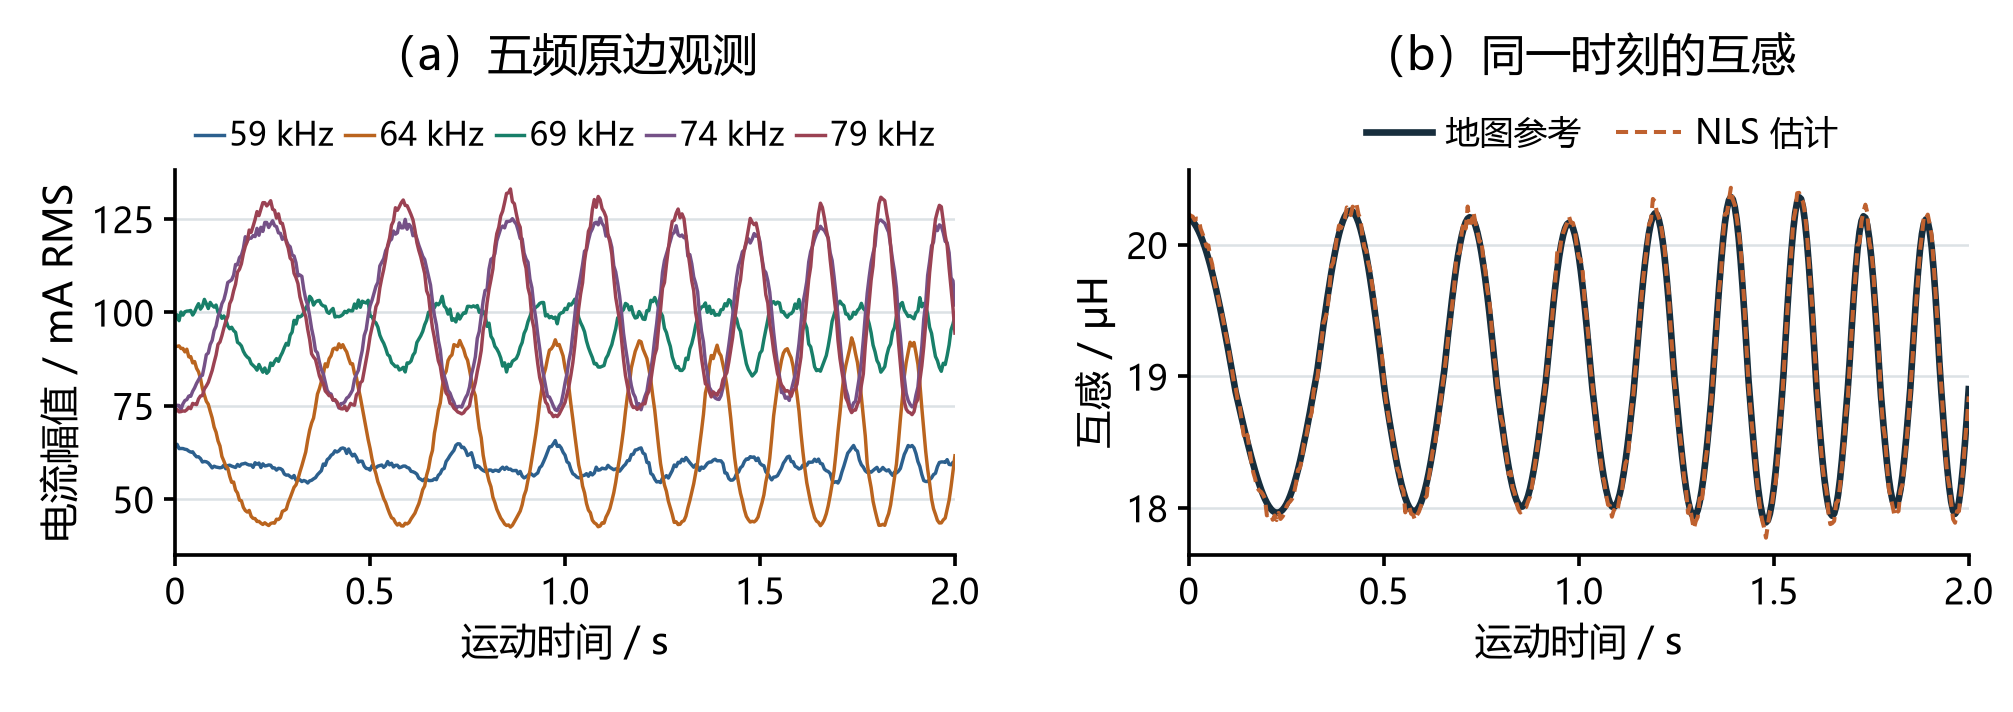 （a）五频原边观测
59 kHz 64 kHz 69 kHz 74 kHz 79 kHz
电流幅值 / mA RMS
125
100
75
50
0 0.5 1.0 1.5 2.0
运动时间 / s
（b）同一时刻的互感
地图参考 NLS 估计
互感 / μH
20
19
18
0 0.5 1.0 1.5 2.0
运动时间 / s